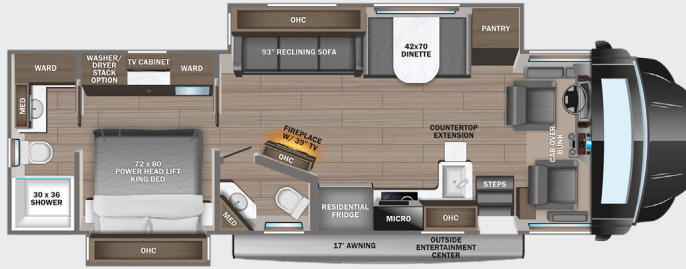 OHC
PANTRY
93" RECLINING SOFA
42x70
DINETTE
WARD
WASHER/
DRYER
STACK
OPTION
TV CABINET
WARD
MED
FIREPLACE
W/ 39" TV
OHC
COUNTERTOP
EXTENSION
CAB-OVER
BUNK
72 x 80
POWER HEAD LIFT
KING BED
30 x 36
SHOWER
MED
RESIDENTIAL
FRIDGE
MICRO
OHC
STEPS
OHC
17' AWNING
OUTSIDE
ENTERTAINMENT
CENTER